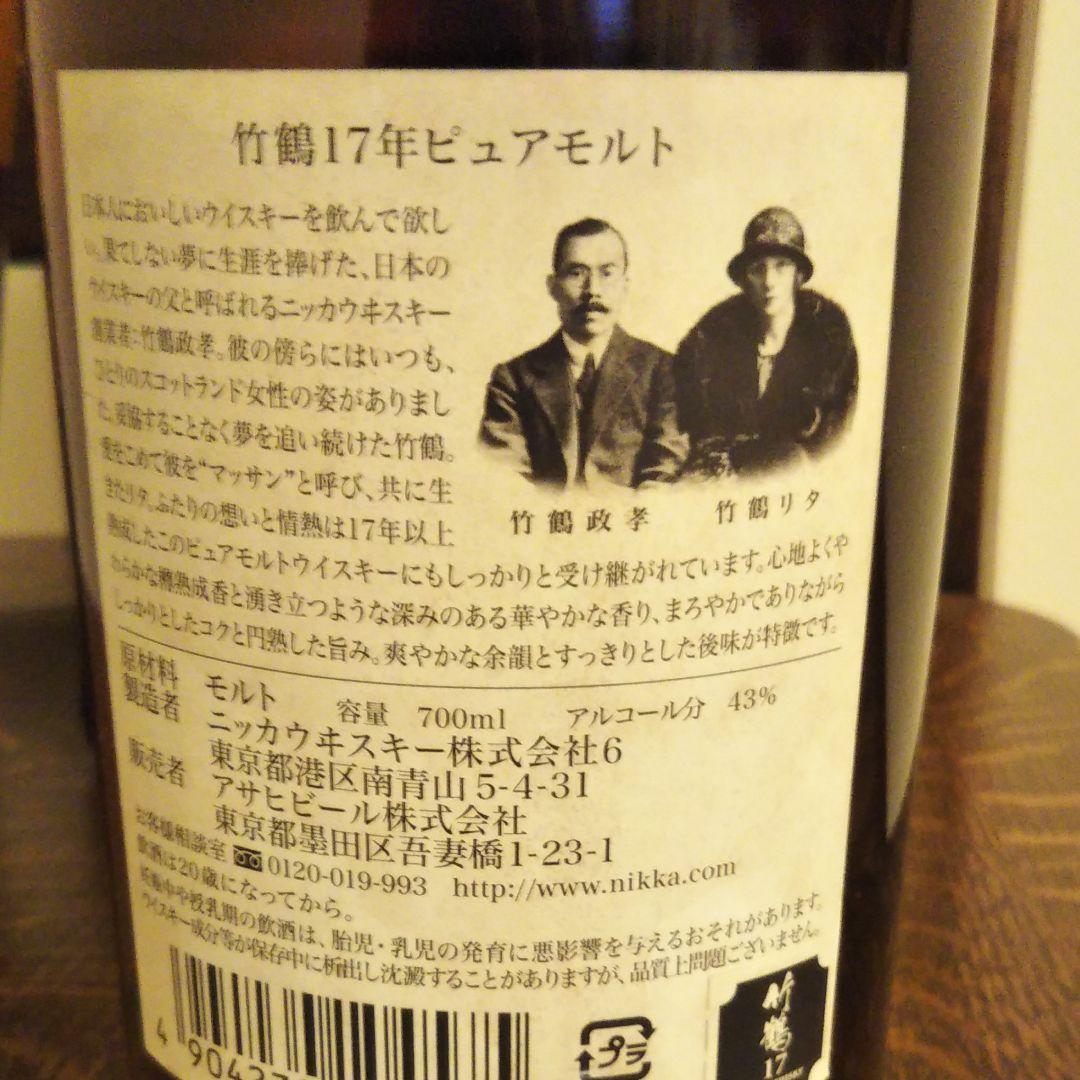 竹鶴17年ピュアモルト
日本人においしいウイスキーを飲んで欲し
い。果てしない夢に生涯を捧げた、日本の
ウイスキーの父と呼ばれるニッカウヰスキー
創業者:竹鶴政孝。彼の傍らにはいつも、
ひとりのスコットランド女性の姿がありまし
た。妥協することなく夢を追い続けた竹鶴。
愛をこめて彼を“マッサン”と呼び、共に生
きたリタ。ふたりの想いと情熱は17年以上
熟成したこのピュアモルトウイスキーにもしっかりと受け継がれています。心地よくや
わらかな樽熟成香と湧き立つような深みのある華やかな香り、まろやかでありながら
しっかりとしたコクと円熟した旨み。爽やかな余韻とすっきりとした後味が特徴です。
竹鶴政孝 竹鶴リタ
原材料 モルト 容量 700ml アルコール分 43%
製造者 ニッカウヰスキー株式会社6
東京都港区南青山5-4-31
販売者 アサヒビール株式会社
東京都墨田区吾妻橋1-23-1
お客様相談室 0120-019-993 http://www.nikka.com
飲酒は20歳になってから。
妊娠中や授乳期の飲酒は、胎児・乳児の発育に悪影響を与えるおそれがあります。
ウイスキー成分等が保存中に析出し沈澱することがありますが、品質上問題ございません。
4 9042
プラ
竹鶴
17